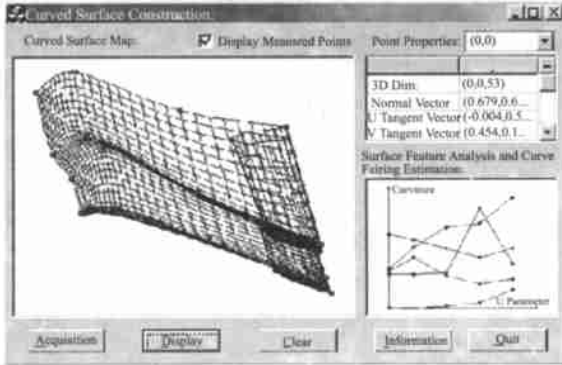 Curved Surface Construction.
Curved Surface Map:
Display Measured Points
Point Properties:
(0,0)
3D Dim. (0,0,53)
Normal Vector (0.679,0.6...
U Tangent Vector (-0.004,0.5...
V Tangent Vector (0.454,0.1...
Surface Feature Analysis and Curve
Fairing Estimation:
Curvature
U Parameter
Acquisition
Display
Clear
Information
Quit